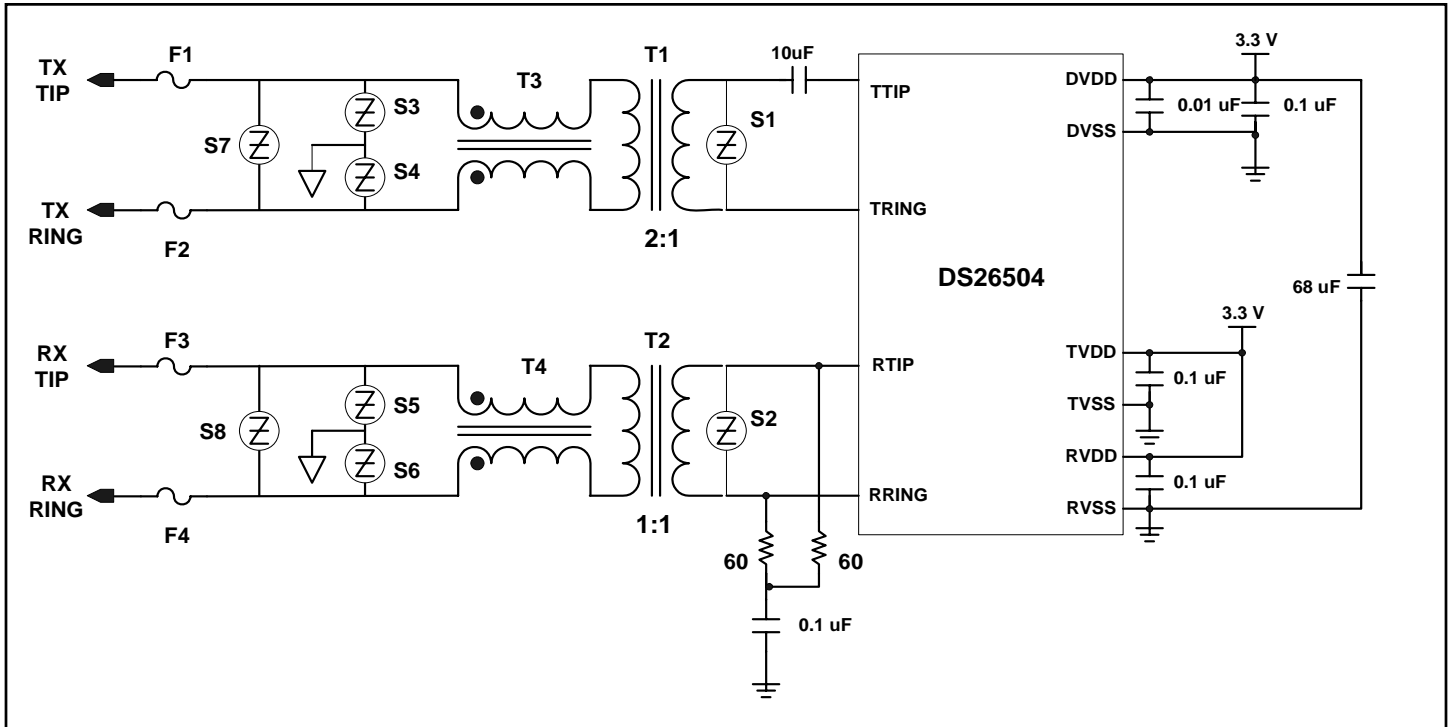 TX
TIP
F1
S7
S3
S4
T3
T1
S1
10uF
TTIP
TX
RING
F2
2:1
TRING
DS26504
DVDD
3.3 V
0.01 uF
0.1 uF
DVSS
68 uF
RX
TIP
F3
S8
S5
S6
T4
T2
S2
RTIP
RX
RING
F4
1:1
RRING
60
60
0.1 uF
3.3 V
TVDD
0.1 uF
TVSS
RVDD
0.1 uF
RVSS